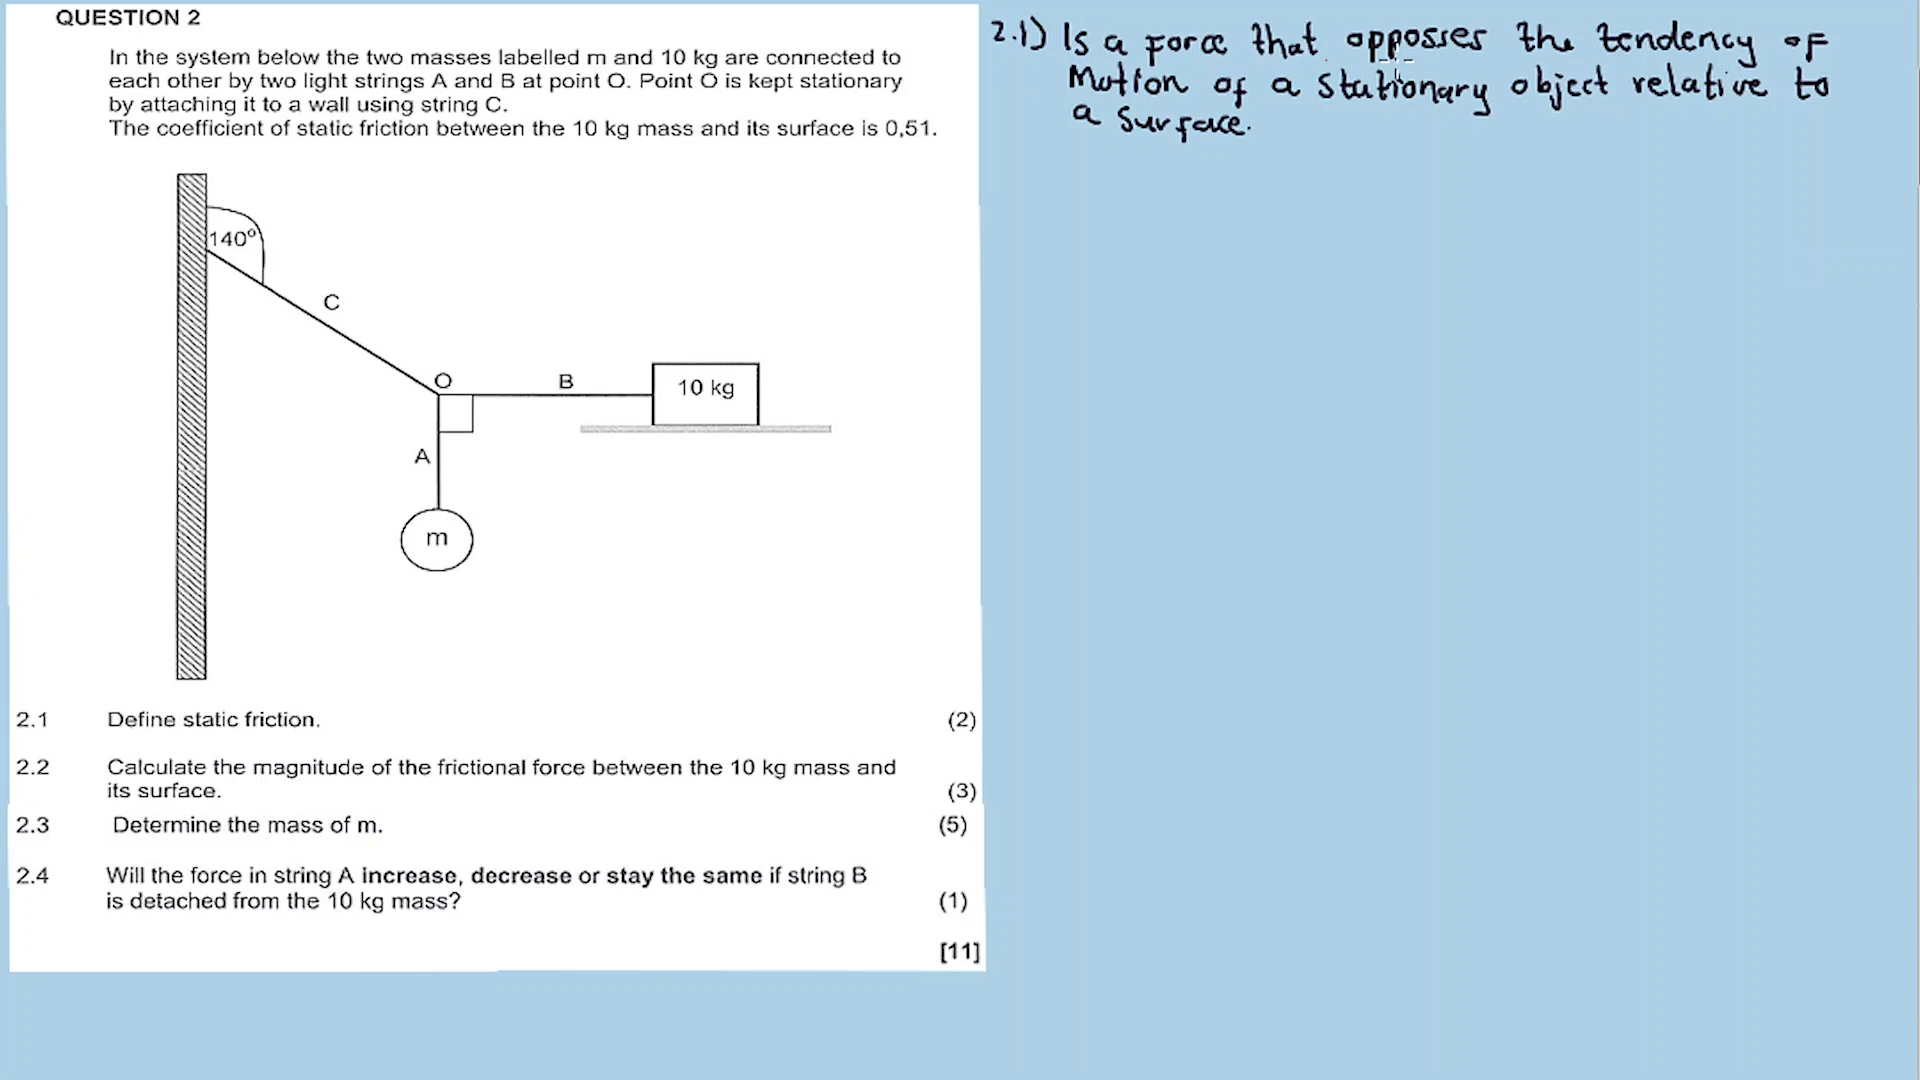 QUESTION 2
In the system below the two masses labelled m and 10 kg are connected to
each other by two light strings A and B at point O. Point O is kept stationary
by attaching it to a wall using string C.
The coefficient of static friction between the 10 kg mass and its surface is 0,51.
140°
C
O
B
10 kg
A
m
2.1 Define static friction. (2)
2.2 Calculate the magnitude of the frictional force between the 10 kg mass and
its surface. (3)
2.3 Determine the mass of m. (5)
2.4 Will the force in string A increase, decrease or stay the same if string B
is detached from the 10 kg mass? (1)
[11]
2.1) Is a force that opposses the tendency of
Motion of a stationary object relative to
a surface.